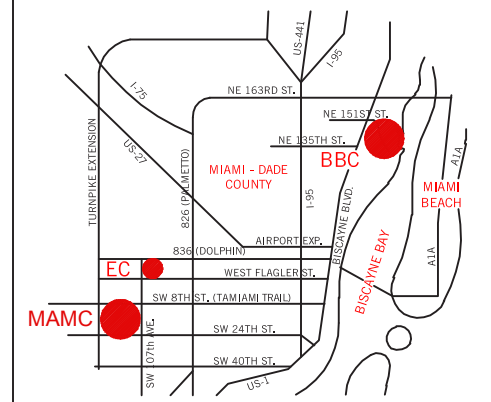 US-441
I-95
I-75
NE 163RD ST.
NE 151ST ST.
NE 135TH ST.
BBC
US-27
TURNPIKE EXTENSION
826 (PALMETTO)
MIAMI - DADE
COUNTY
I-95
A1A
MIAMI
BEACH
BISCAYNE BLVD.
AIRPORT EXP.
836 (DOLPHIN)
BISCAYNE BAY
A1A
EC
WEST FLAGLER ST.
SW 8TH ST. (TAMIAMI TRAIL)
MAMC
SW 24TH ST.
SW 107th AVE.
SW 40TH ST.
US-1